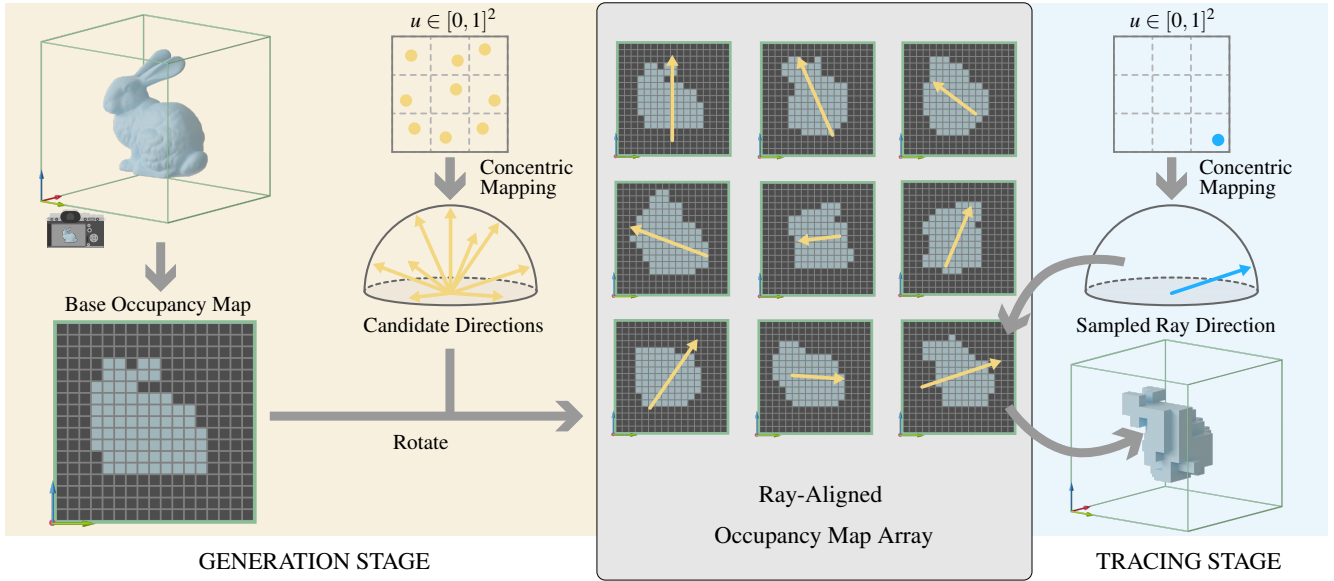 u ∈ [0, 1]²
Concentric
Mapping
Base Occupancy Map
Candidate Directions
Rotate
GENERATION STAGE
Ray-Aligned
Occupancy Map Array
u ∈ [0, 1]²
Concentric
Mapping
Sampled Ray Direction
TRACING STAGE